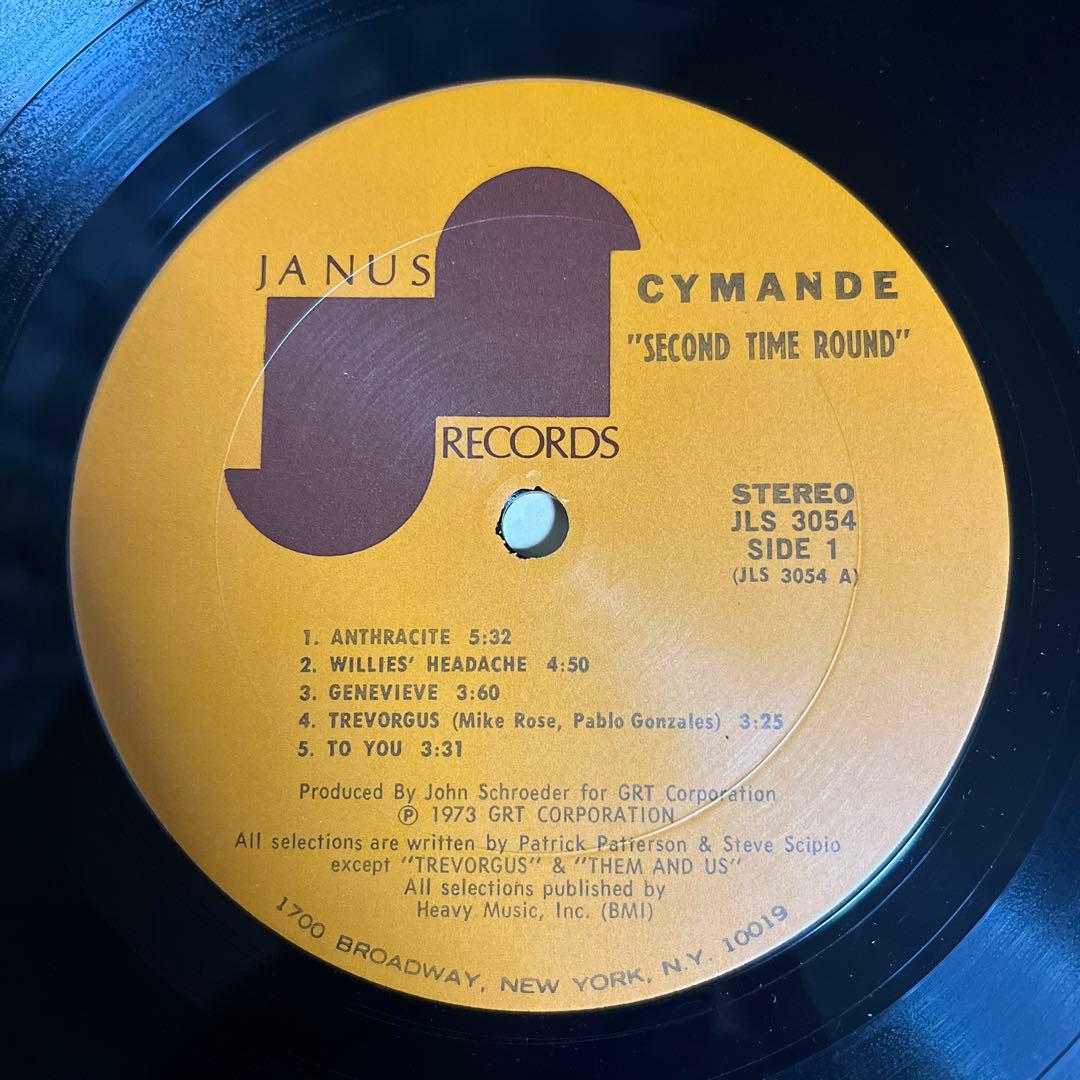 JANUS
RECORDS
CYMANDE
"SECOND TIME ROUND"
STEREO
JLS 3054
SIDE 1
(JLS 3054 A)
1. ANTHRACITE 5:32
2. WILLIES' HEADACHE 4:50
3. GENEVIEVE 3:60
4. TREVORGUS (Mike Rose, Pablo Gonzales) 3:25
5. TO YOU 3:31
Produced By John Schroeder for GRT Corporation
℗ 1973 GRT CORPORATION
All selections are written by Patrick Patterson & Steve Scipio
except "TREVORGUS" & "THEM AND US"
All selections published by
Heavy Music, Inc. (BMI)
1700 BROADWAY, NEW YORK, N.Y. 10019